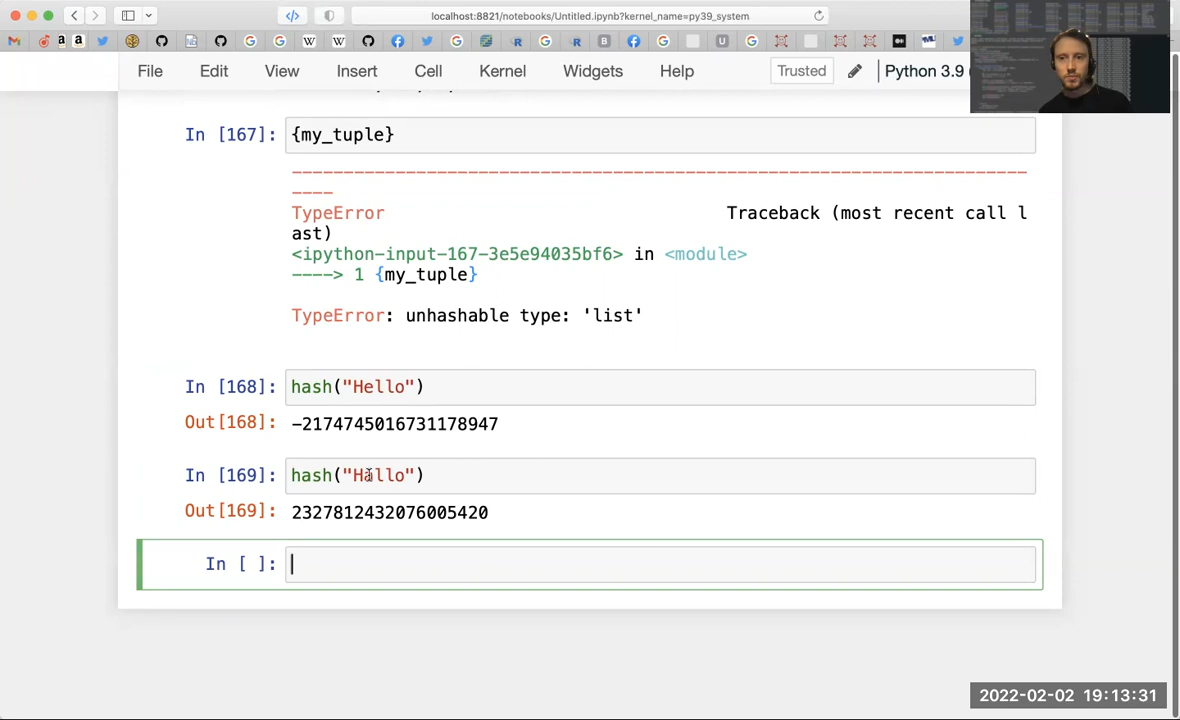 localhost:8821/notebooks/Untitled.ipynb?kernel_name=py39_system
File Edit View Insert Cell Kernel Widgets Help Trusted Python 3.9
In [167]: {my_tuple}
---------------------------------------------------------------------------
TypeError Traceback (most recent call l
ast)
<ipython-input-167-3e5e94035bf6> in <module>
----> 1 {my_tuple}
TypeError: unhashable type: 'list'
In [168]: hash("Hello")
Out[168]: -2174745016731178947
In [169]: hash("Hallo")
Out[169]: 2327812432076005420
In [ ]:
2022-02-02 19:13:31